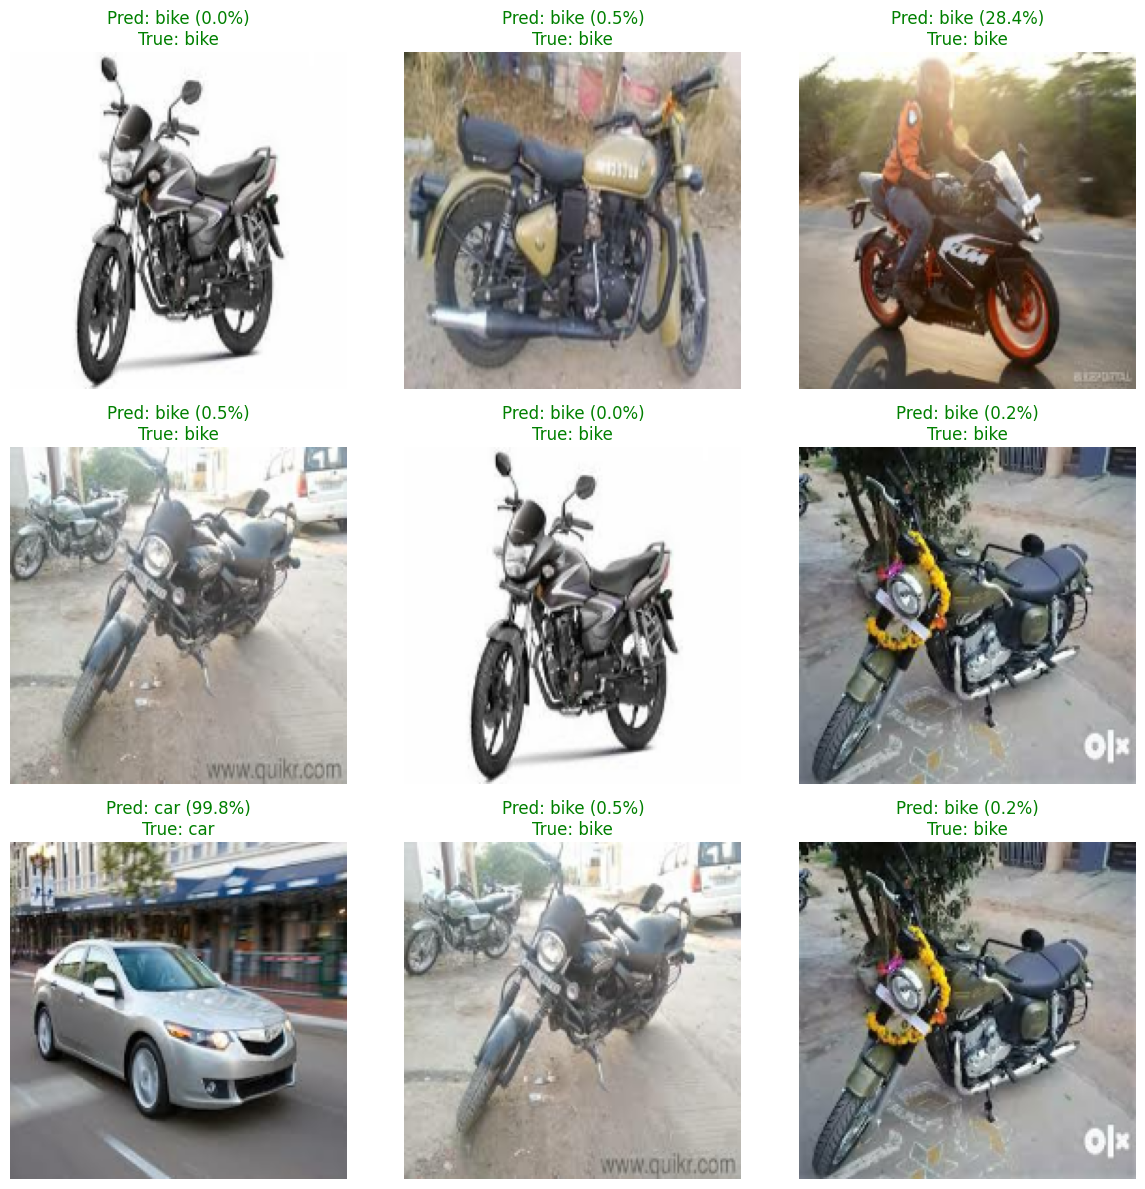 Pred: bike (0.0%)
True: bike
Pred: bike (0.5%)
True: bike
Pred: bike (28.4%)
True: bike
KTM
BIKEPORTAL
Pred: bike (0.5%)
True: bike
www.quikr.com
Pred: bike (0.0%)
True: bike
Pred: bike (0.2%)
True: bike
olx
Pred: car (99.8%)
True: car
Pred: bike (0.5%)
True: bike
www.quikr.com
Pred: bike (0.2%)
True: bike
olx